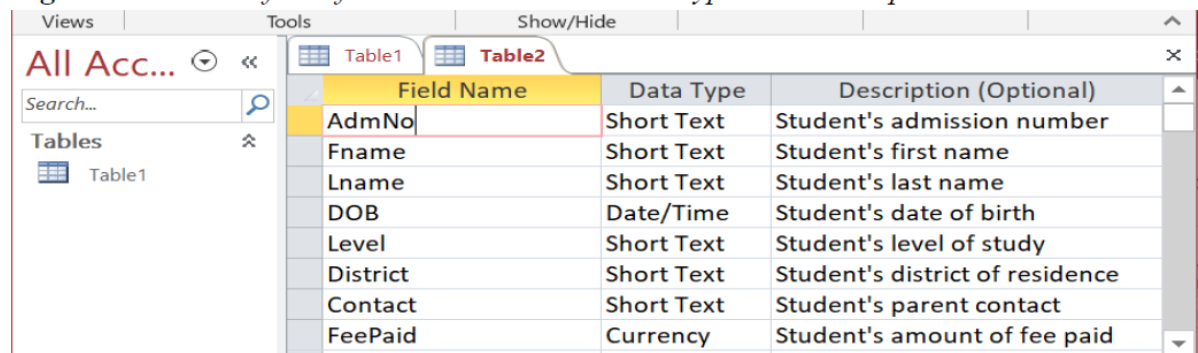 Views Tools Show/Hide
All Acc... «
Table1 Table2
Search...
Tables
Table1
Field Name Data Type Description (Optional)
AdmNo Short Text Student's admission number
Fname Short Text Student's first name
Lname Short Text Student's last name
DOB Date/Time Student's date of birth
Level Short Text Student's level of study
District Short Text Student's district of residence
Contact Short Text Student's parent contact
FeePaid Currency Student's amount of fee paid